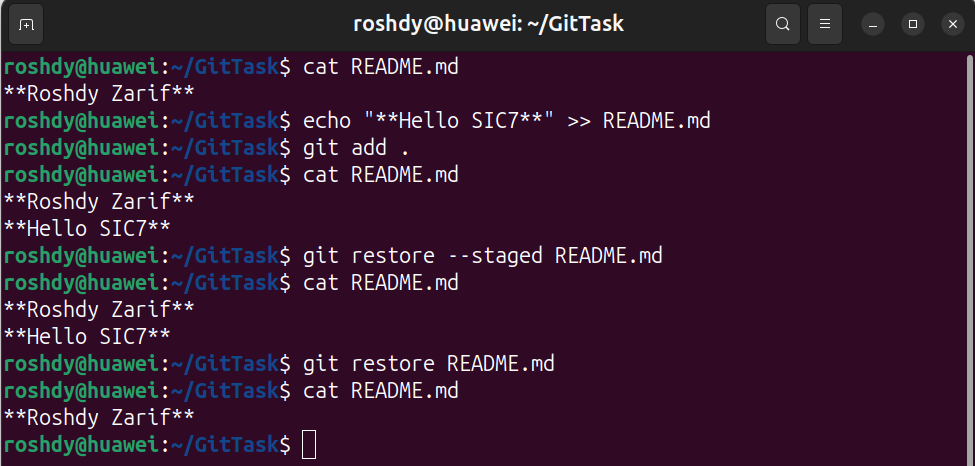 roshdy@huawei: ~/GitTask
roshdy@huawei:~/GitTask$ cat README.md
**Roshdy Zarif**
roshdy@huawei:~/GitTask$ echo "**Hello SIC7**" >> README.md
roshdy@huawei:~/GitTask$ git add .
roshdy@huawei:~/GitTask$ cat README.md
**Roshdy Zarif**
**Hello SIC7**
roshdy@huawei:~/GitTask$ git restore --staged README.md
roshdy@huawei:~/GitTask$ cat README.md
**Roshdy Zarif**
**Hello SIC7**
roshdy@huawei:~/GitTask$ git restore README.md
roshdy@huawei:~/GitTask$ cat README.md
**Roshdy Zarif**
roshdy@huawei:~/GitTask$